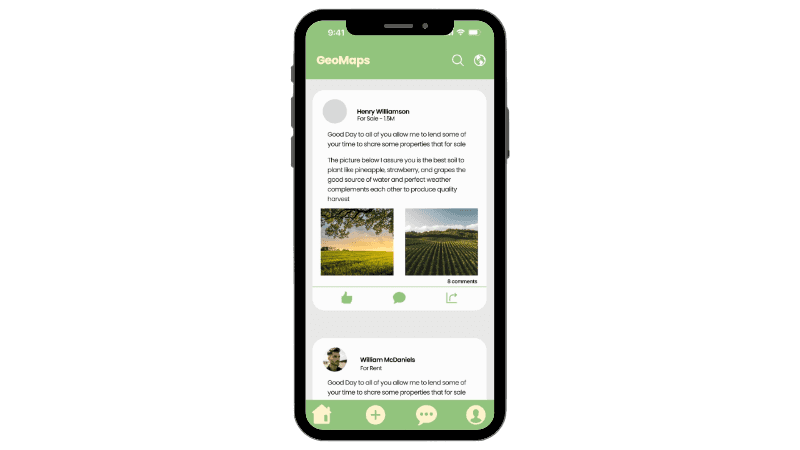 9:41
GeoMaps
Henry Williamson
For Sale - 1.5M
Good Day to all of you allow me to lend some of
your time to share some properties that for sale
The picture below I assure you is the best soil to
plant like pineapple, strawberry, and grapes the
good source of water and perfect weather
complements each other to produce quality
harvest
8 comments
William McDaniels
For Rent
Good Day to all of you allow me to lend some of
your time to share some properties that for sale